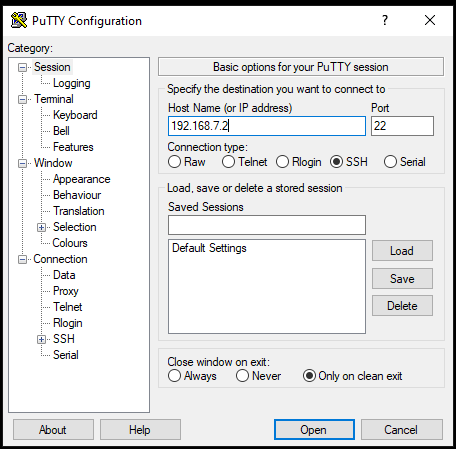 PuTTY Configuration
?
Category:
Session
Logging
Terminal
Keyboard
Bell
Features
Window
Appearance
Behaviour
Translation
Selection
Colours
Connection
Data
Proxy
Telnet
Rlogin
SSH
Serial
Basic options for your PuTTY session
Specify the destination you want to connect to
Host Name (or IP address) Port
192.168.7.2 22
Connection type:
Raw Telnet Rlogin SSH Serial
Load, save or delete a stored session
Saved Sessions
Default Settings
Load
Save
Delete
Close window on exit:
Always Never Only on clean exit
About Help Open Cancel